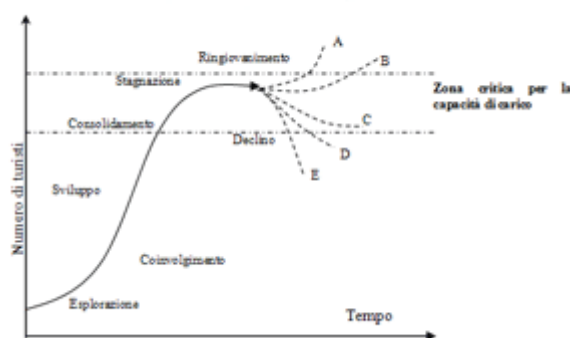 Ringiovanimento
A
B
Stagnazione
Zona critica per la
capacità di carico
Consolidamento
C
Declino
D
E
Numero di turisti
Sviluppo
Coinvolgimento
Esplorazione
Tempo